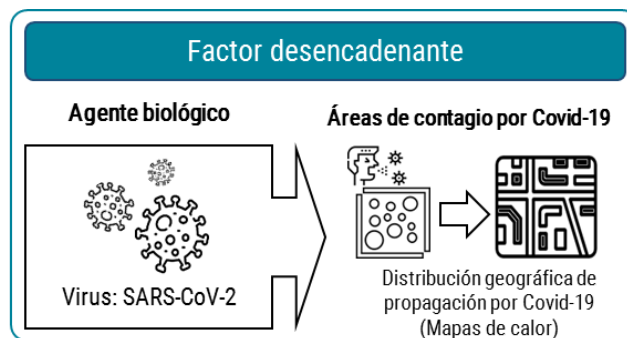 Factor desencadenante
Agente biológico
Virus: SARS-CoV-2
Áreas de contagio por Covid-19
Distribución geográfica de
propagación por Covid-19
(Mapas de calor)